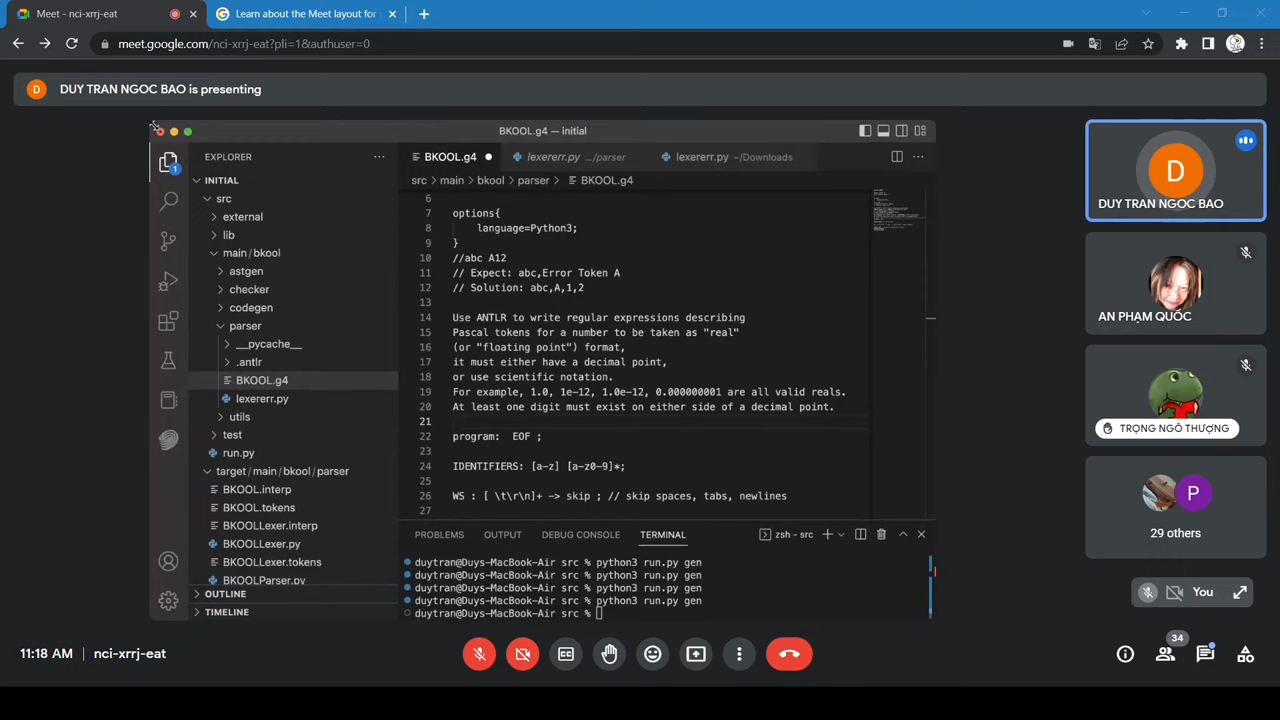 Meet - nci-xrrj-eat
Learn about the Meet layout for
meet.google.com/nci-xrrj-eat?pli=1&authuser=0
D
DUY TRAN NGOC BAO is presenting
BKOOL.g4 — initial
EXPLORER
BKOOL.g4
lexererr.py .../parser
lexererr.py ~/Downloads
1
INITIAL
src > main > bkool > parser > BKOOL.g4
src
external
lib
main/bkool
astgen
checker
codegen
parser
__pycache__
.antlr
BKOOL.g4
lexererr.py
utils
test
run.py
target/main/bkool/parser
BKOOL.interp
BKOOL.tokens
BKOOLLexer.interp
BKOOLLexer.py
BKOOLLexer.tokens
BKOOLParser.py
OUTLINE
TIMELINE
6
7 options{
8 language=Python3;
9 }
10 //abc A12
11 // Expect: abc,Error Token A
12 // Solution: abc,A,1,2
13
14 Use ANTLR to write regular expressions describing
15 Pascal tokens for a number to be taken as "real"
16 (or "floating point") format,
17 it must either have a decimal point,
18 or use scientific notation.
19 For example, 1.0, 1e-12, 1.0e-12, 0.000000001 are all valid reals.
20 At least one digit must exist on either side of a decimal point.
21
22 program: EOF ;
24 IDENTIFIERS: [a-z] [a-z0-9]*;
26 WS : [ \t\r\n]+ -> skip ; // skip spaces, tabs, newlines
27
PROBLEMS OUTPUT DEBUG CONSOLE TERMINAL
zsh - src
duytran@Duys-MacBook-Air src % python3 run.py gen
duytran@Duys-MacBook-Air src % python3 run.py gen
duytran@Duys-MacBook-Air src % python3 run.py gen
duytran@Duys-MacBook-Air src % python3 run.py gen
duytran@Duys-MacBook-Air src %
D
DUY TRAN NGOC BAO
AN PHẠM QUỐC
TRỌNG NGÔ THƯỢNG
P
29 others
You
11:18 AM | nci-xrrj-eat
34